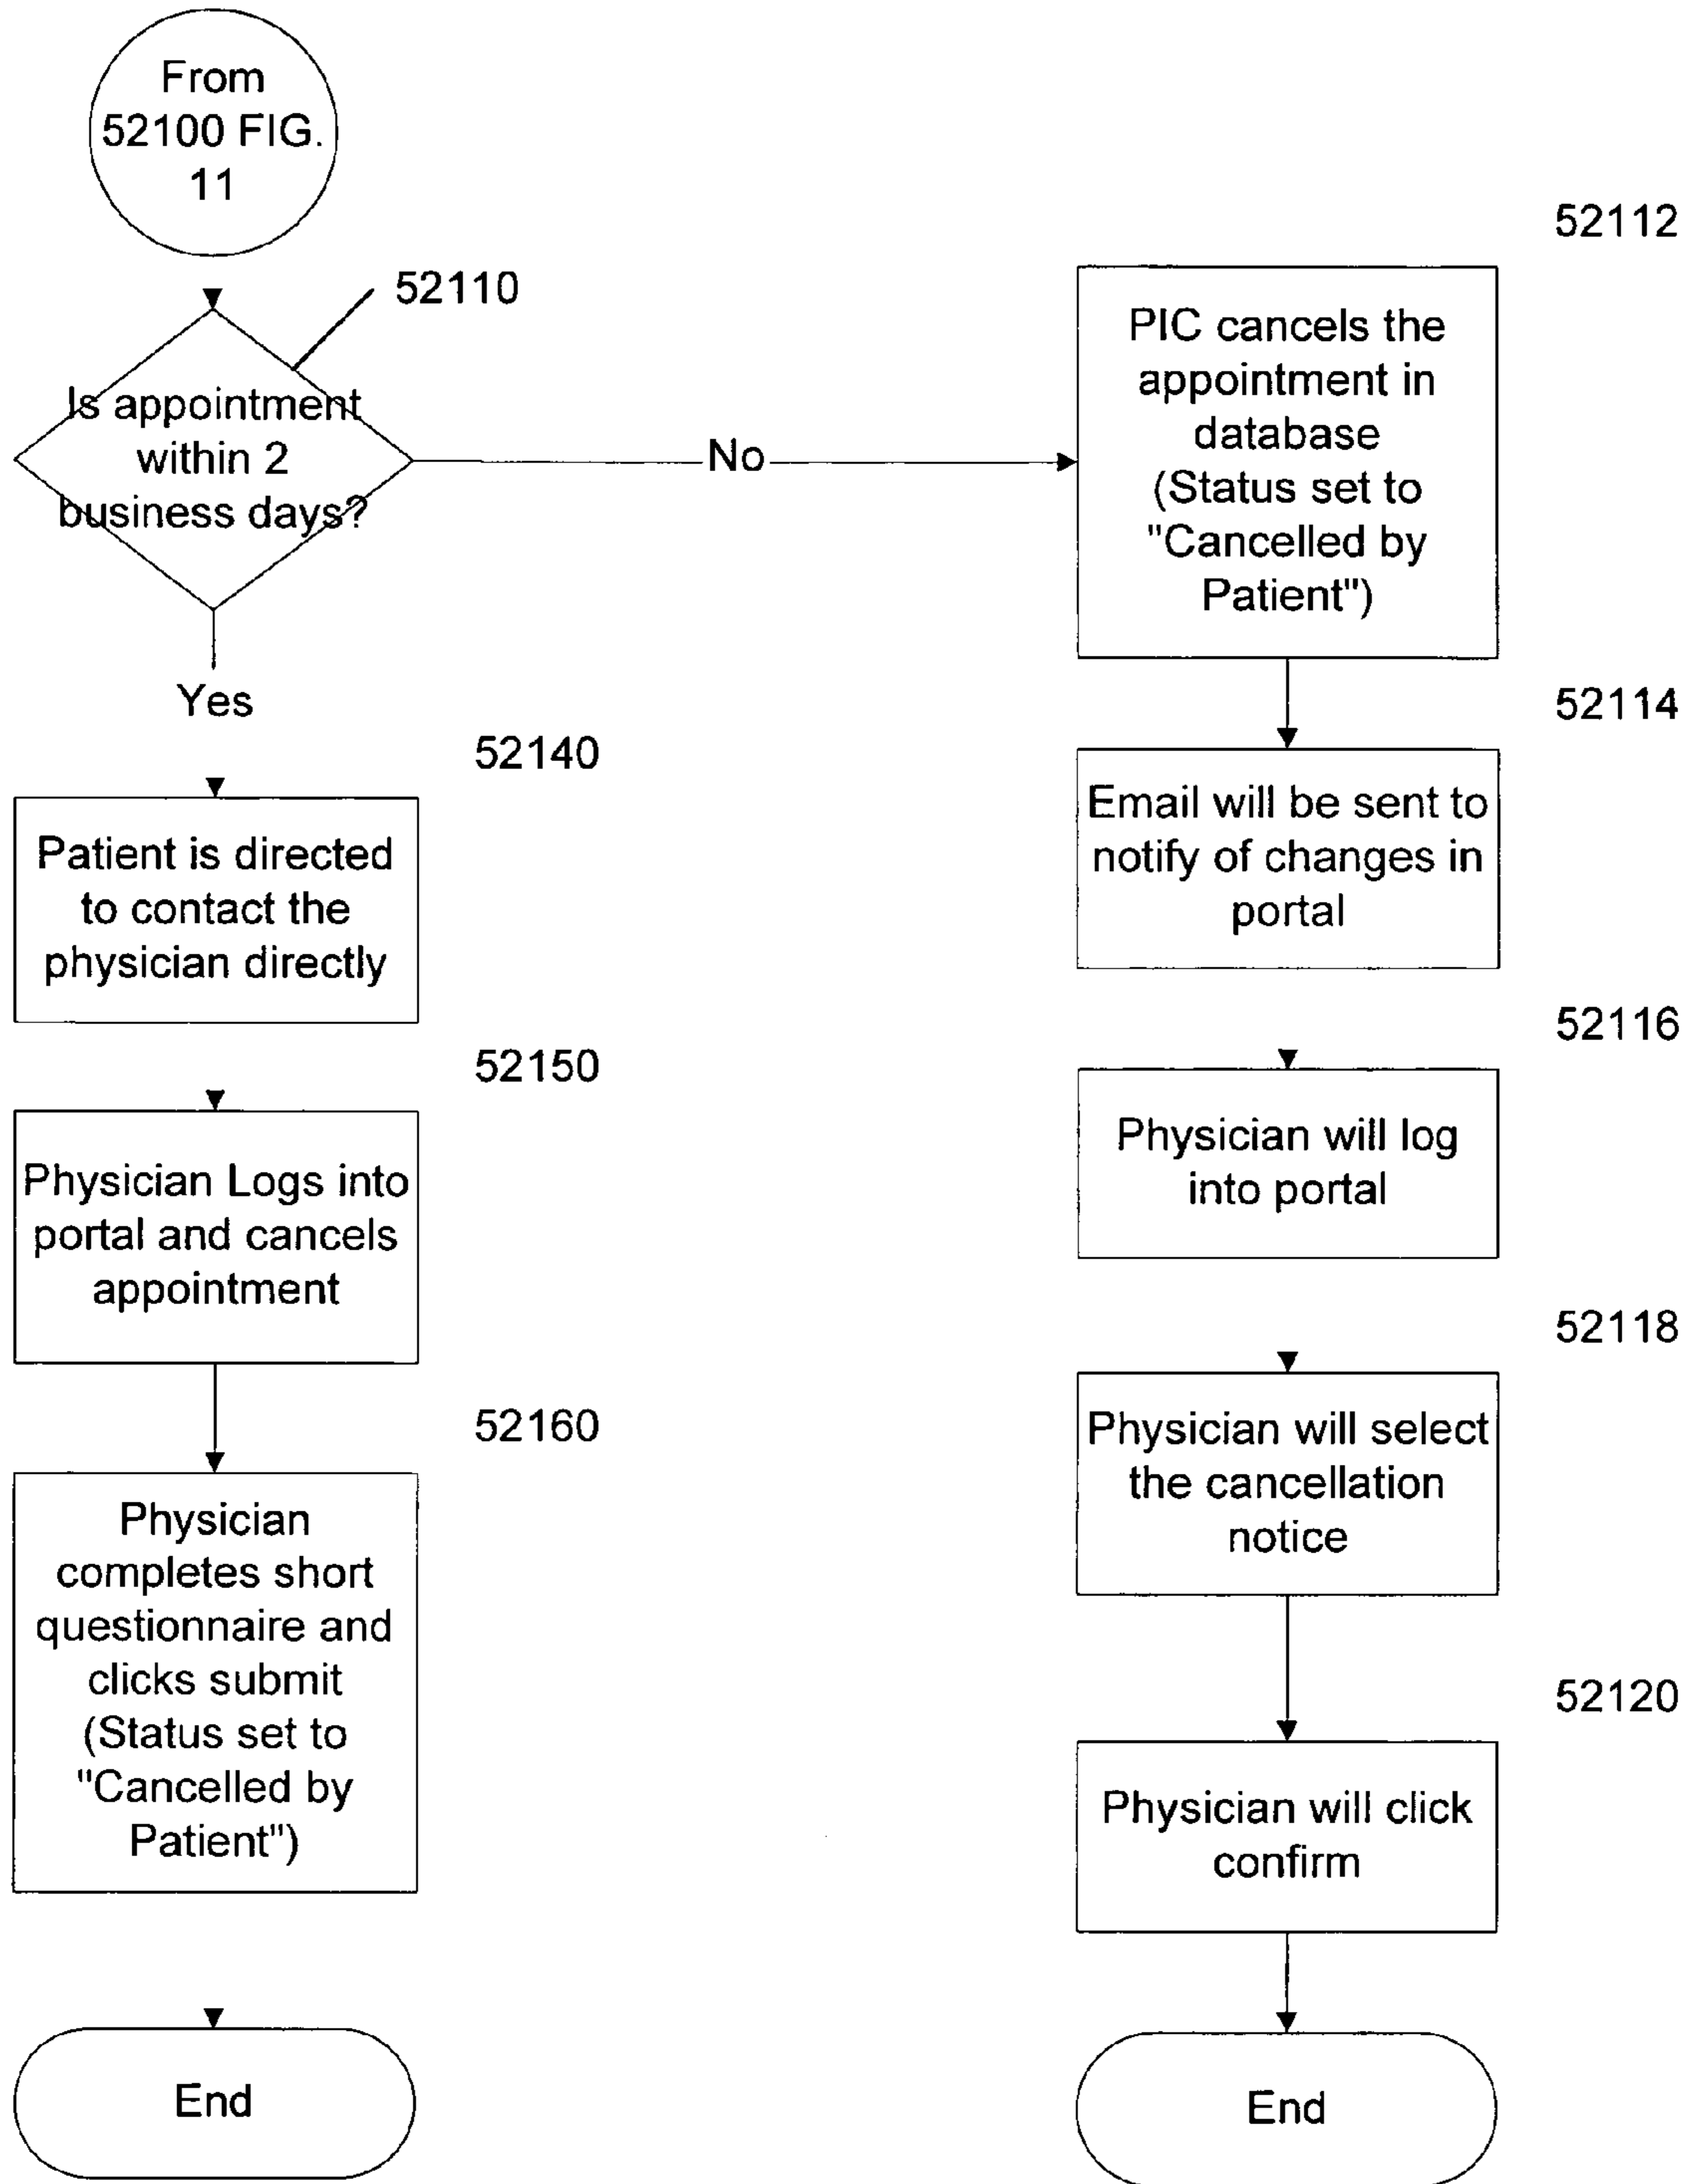 From
52100 FIG.
11
52110
Is appointment
within 2
business days?
No
Yes
52140
Patient is directed
to contact the
physician directly
52150
Physician Logs into
portal and cancels
appointment
52160
Physician
completes short
questionnaire and
clicks submit
(Status set to
"Cancelled by
Patient")
End
52112
PIC cancels the
appointment in
database
(Status set to
"Cancelled by
Patient")
52114
Email will be sent to
notify of changes in
portal
52116
Physician will log
into portal
52118
Physician will select
the cancellation
notice
52120
Physician will click
confirm
End